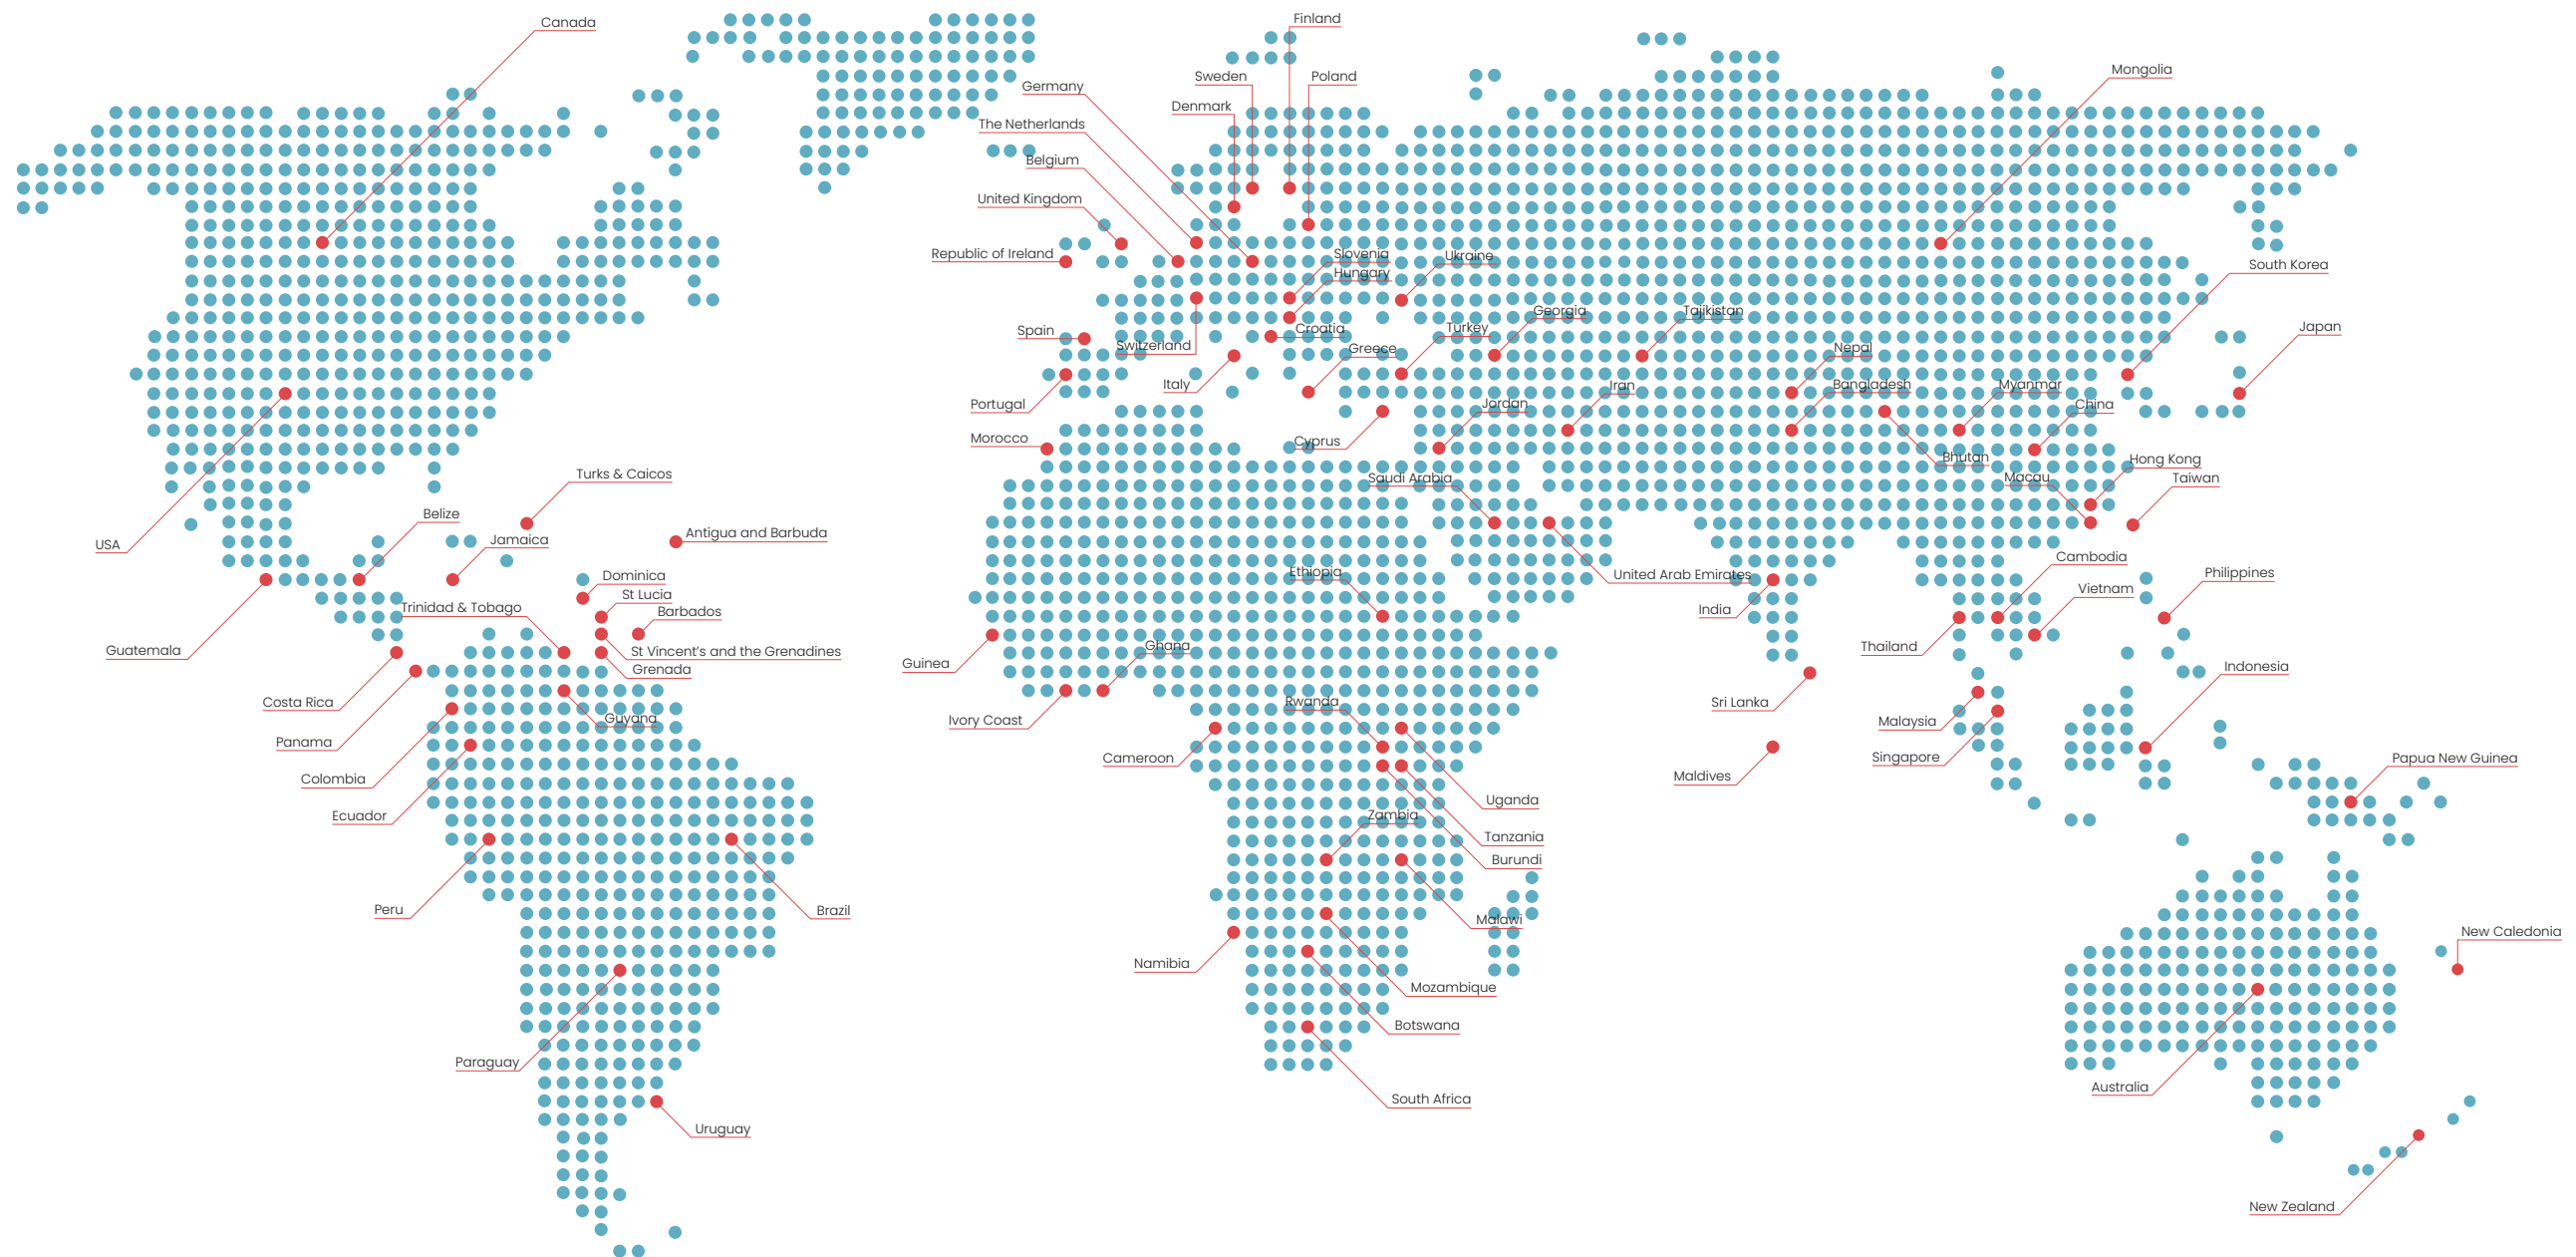 Canada
Finland
Mongolia
Sweden
Poland
Germany
Denmark
The Netherlands
Belgium
United Kingdom
Republic of Ireland
Slovenia
Ukraine
Hungary
South Korea
Georgia
Tajikistan
Spain
Croatia
Turkey
Japan
Switzerland
Greece
Nepal
Italy
Iran
Bangladesh
Myanmar
Portugal
Jordan
China
Morocco
Cyprus
Bhutan
Hong Kong
Turks & Caicos
Saudi Arabia
Macau
Taiwan
Belize
USA
Jamaica
Antigua and Barbuda
Cambodia
Dominica
Ethiopia
United Arab Emirates
Philippines
St Lucia
Vietnam
Trinidad & Tobago
Barbados
India
Guatemala
St Vincent's and the Grenadines
Ghana
Thailand
Guinea
Grenada
Indonesia
Costa Rica
Rwanda
Sri Lanka
Guyana
Ivory Coast
Malaysia
Panama
Cameroon
Singapore
Papua New Guinea
Colombia
Maldives
Uganda
Ecuador
Zambia
Tanzania
Burundi
Peru
Brazil
Malawi
New Caledonia
Namibia
Mozambique
Botswana
Paraguay
Australia
South Africa
Uruguay
New Zealand